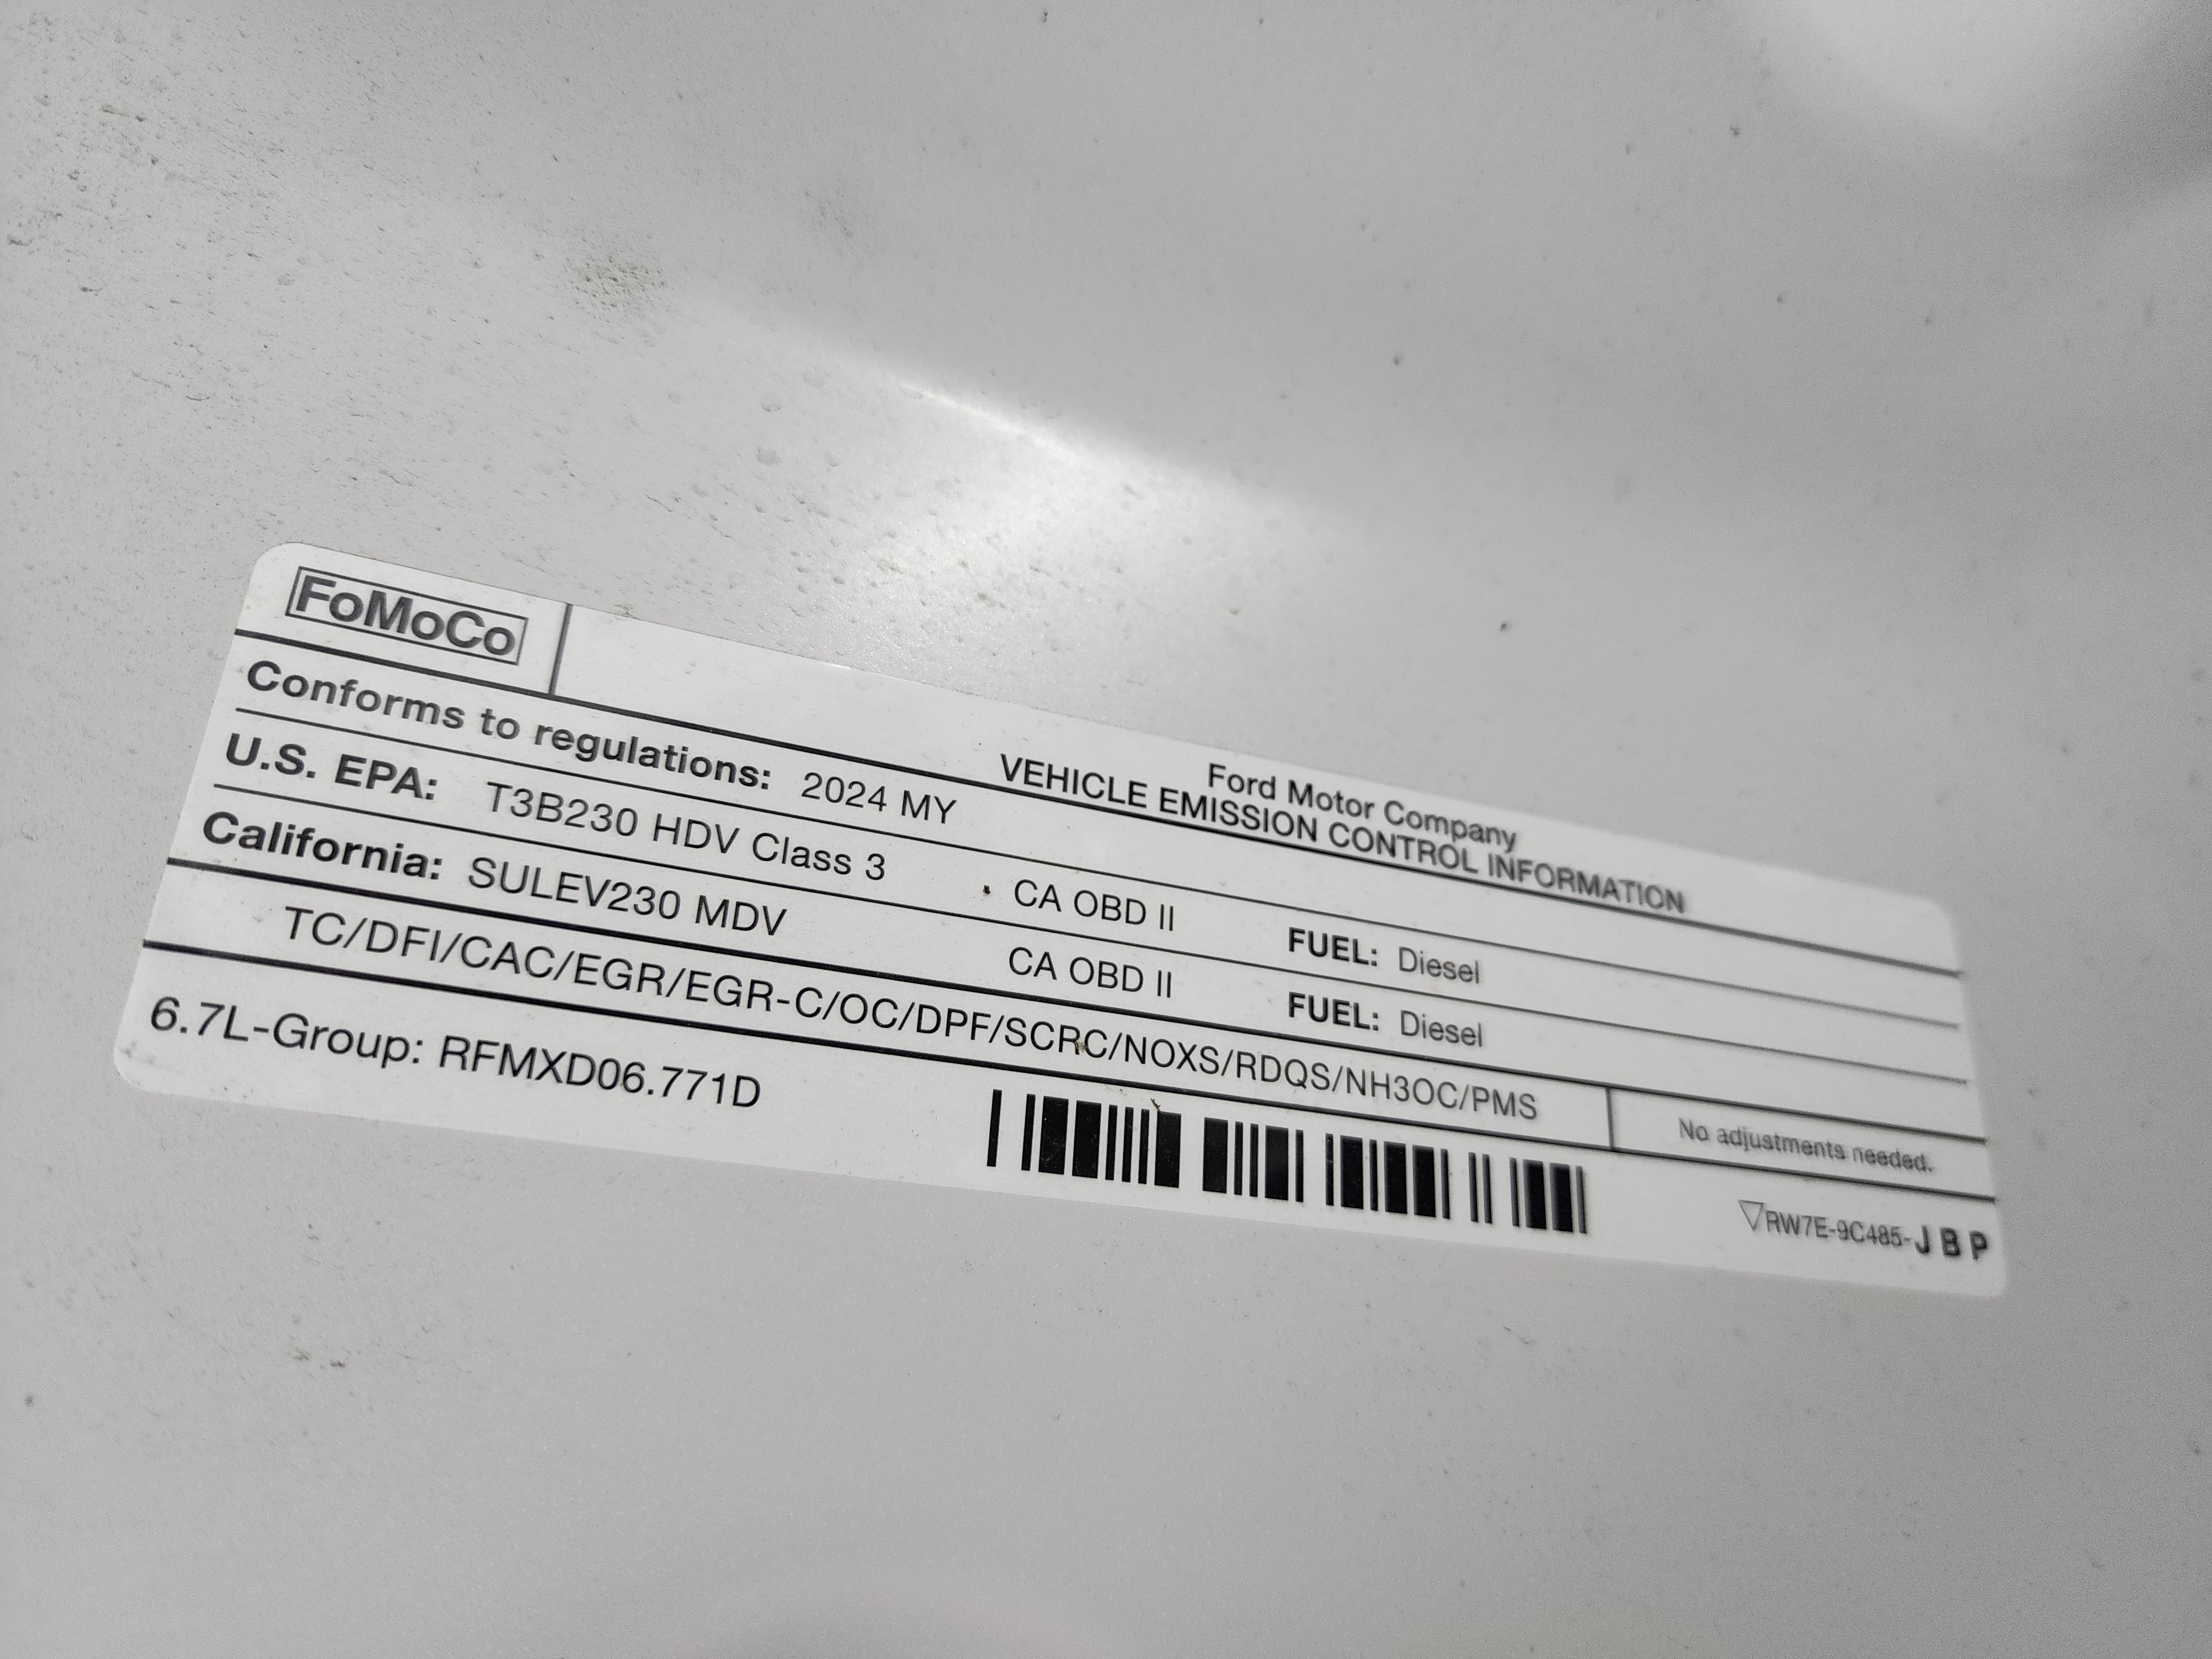 FoMoCo
Ford Motor Company
VEHICLE EMISSION CONTROL INFORMATION
Conforms to regulations: 2024 MY
U.S. EPA: T3B230 HDV Class 3 CA OBD II FUEL: Diesel
California: SULEV230 MDV CA OBD II FUEL: Diesel
TC/DFI/CAC/EGR/EGR-C/OC/DPF/SCRC/NOXS/RDQS/NH3OC/PMS No adjustments needed.
6.7L-Group: RFMXD06.771D RW7E-9C485-J B P